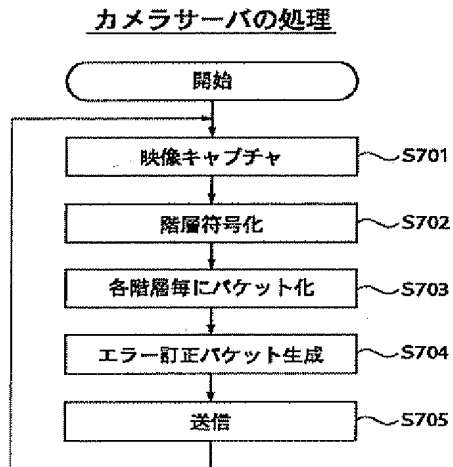 カメラサーバの処理
開始
映像キャプチャ
S701
階層符号化
S702
各階層毎にパケット化
S703
エラー訂正パケット生成
S704
送信
S705